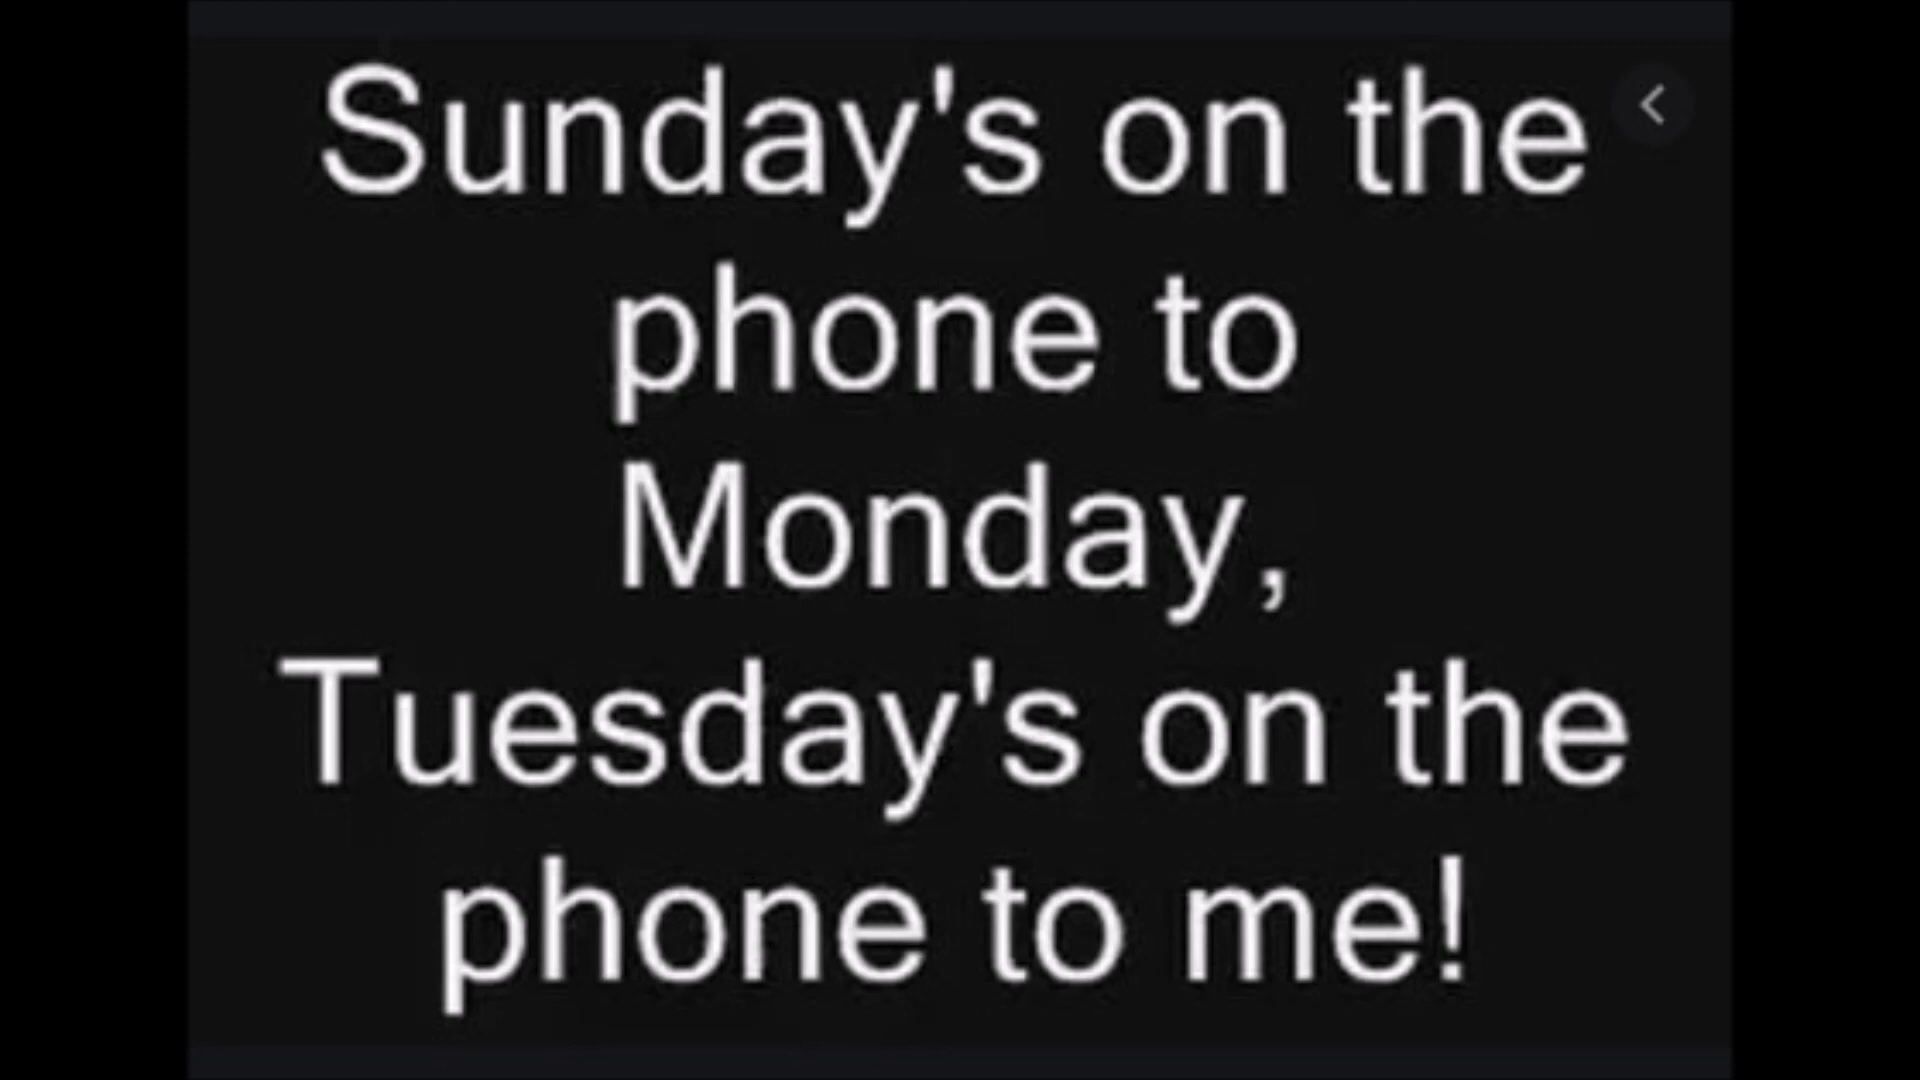 Sunday's on the
phone to
Monday,
Tuesday's on the
phone to me!